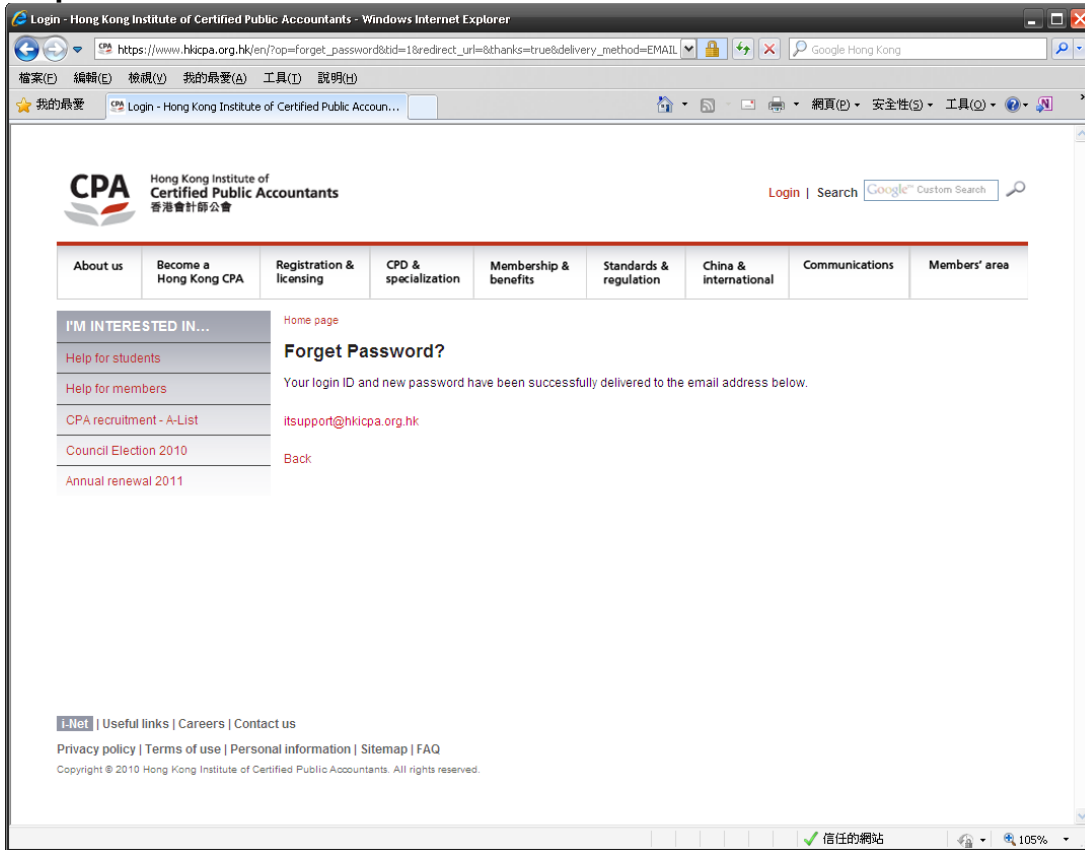 Login - Hong Kong Institute of Certified Public Accountants - Windows Internet Explorer
https://www.hkicpa.org.hk/en/?op=forget_password&tid=1&redirect_url=&thanks=true&delivery_method=EMAIL
Google Hong Kong
檔案(F) 編輯(E) 檢視(V) 我的最愛(A) 工具(T) 說明(H)
我的最愛 CPA Login - Hong Kong Institute of Certified Public Accoun... 網頁(P) 安全性(S) 工具(O)
CPA
Hong Kong Institute of
Certified Public Accountants
香港會計師公會
Login | Search Google™ Custom Search
About us
Become a
Hong Kong CPA
Registration &
licensing
CPD &
specialization
Membership &
benefits
Standards &
regulation
China &
international
Communications
Members' area
I'M INTERESTED IN...
Help for students
Help for members
CPA recruitment - A-List
Council Election 2010
Annual renewal 2011
Home page
Forget Password?
Your login ID and new password have been successfully delivered to the email address below.
itsupport@hkicpa.org.hk
Back
i-Net | Useful links | Careers | Contact us
Privacy policy | Terms of use | Personal information | Sitemap | FAQ
Copyright © 2010 Hong Kong Institute of Certified Public Accountants. All rights reserved.
信任的網站 105%